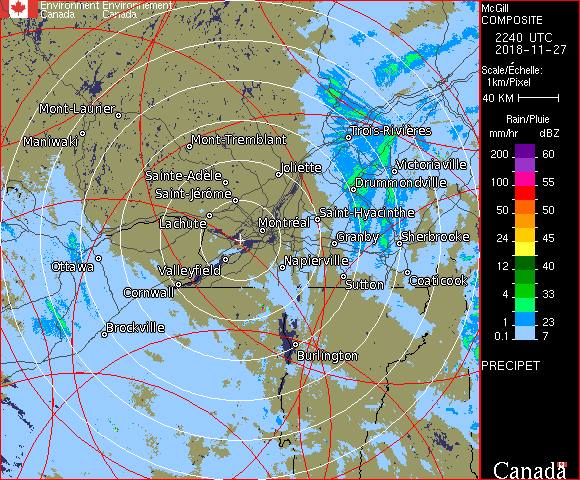 Environment Environnement
Canada Canada
McGill
COMPOSITE
2240 UTC
2018-11-27
Scale/Échelle:
1km/Pixel
40 KM
Rain/Pluie
mm/hr dBZ
200 60
100 55
50 50
24 45
12 40
4 33
1 23
0.1 7
PRECIPET
Canada
Mont-Laurier
Maniwaki
Mont-Tremblant
Trois-Rivières
Joliette
Victoriaville
Sainte-Adèle
Drummondville
Saint-Jérôme
Saint-Hyacinthe
Lachute
Montréal
Granby
Sherbrooke
Ottawa
Valleyfield
Napierville
Coaticook
Sutton
Cornwall
Brockville
Burlington